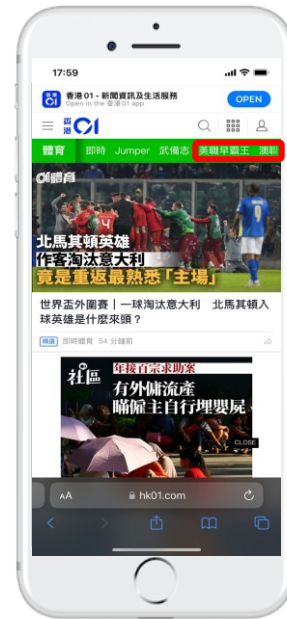 17:59
香港01 - 新聞資訊及生活服務
Open in the 香港01 app
OPEN
香港01
體育 即時 Jumper 武備志 美職早霸王 澳
01體育
北馬其頓英雄
作客淘汰意大利
竟是重返最熟悉「主場」
世界盃外圍賽｜一球淘汰意大利 北馬其頓入
球英雄是什麼來頭？
精選 即時體育 54 分鐘前
社區
年接百宗求助案
有外傭流產
瞞僱主自行埋嬰屍
CLOSE
AA hk01.com